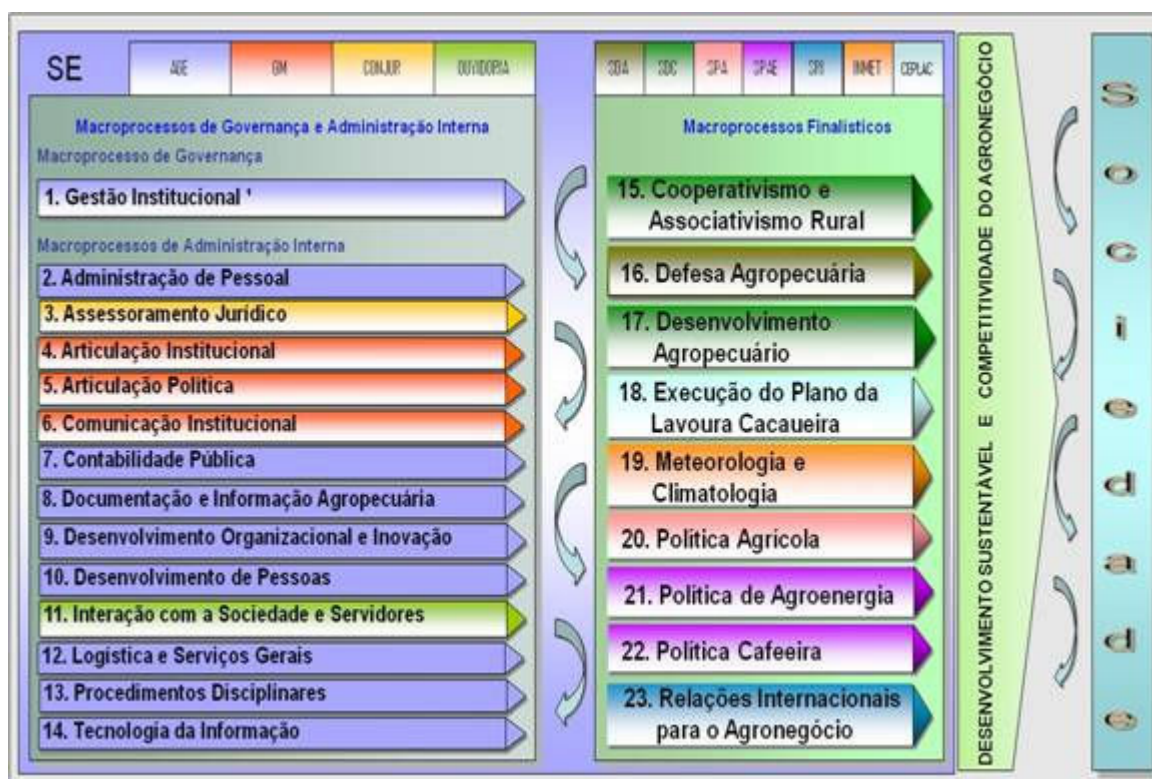 SE
AGE
GM
CONJUR
OUVIDORIA
Macroprocessos de Governança e Administração Interna
Macroprocesso de Governança
1. Gestão Institucional ¹
Macroprocessos de Administração Interna
2. Administração de Pessoal
3. Assessoramento Jurídico
4. Articulação Institucional
5. Articulação Política
6. Comunicação Institucional
7. Contabilidade Pública
8. Documentação e Informação Agropecuária
9. Desenvolvimento Organizacional e Inovação
10. Desenvolvimento de Pessoas
11. Interação com a Sociedade e Servidores
12. Logística e Serviços Gerais
13. Procedimentos Disciplinares
14. Tecnologia da Informação
SDA
SDC
SPA
SPAE
SRI
INMET
CEPLAC
Macroprocessos Finalísticos
15. Cooperativismo e
Associativismo Rural
16. Defesa Agropecuária
17. Desenvolvimento
Agropecuário
18. Execução do Plano da
Lavoura Cacaueira
19. Meteorologia e
Climatologia
20. Política Agrícola
21. Política de Agroenergia
22. Política Cafeeira
23. Relações Internacionais
para o Agronegócio
DESENVOLVIMENTO SUSTENTÀVEL E COMPETITIVIDADE DO AGRONEGÓCIO
Sociedade